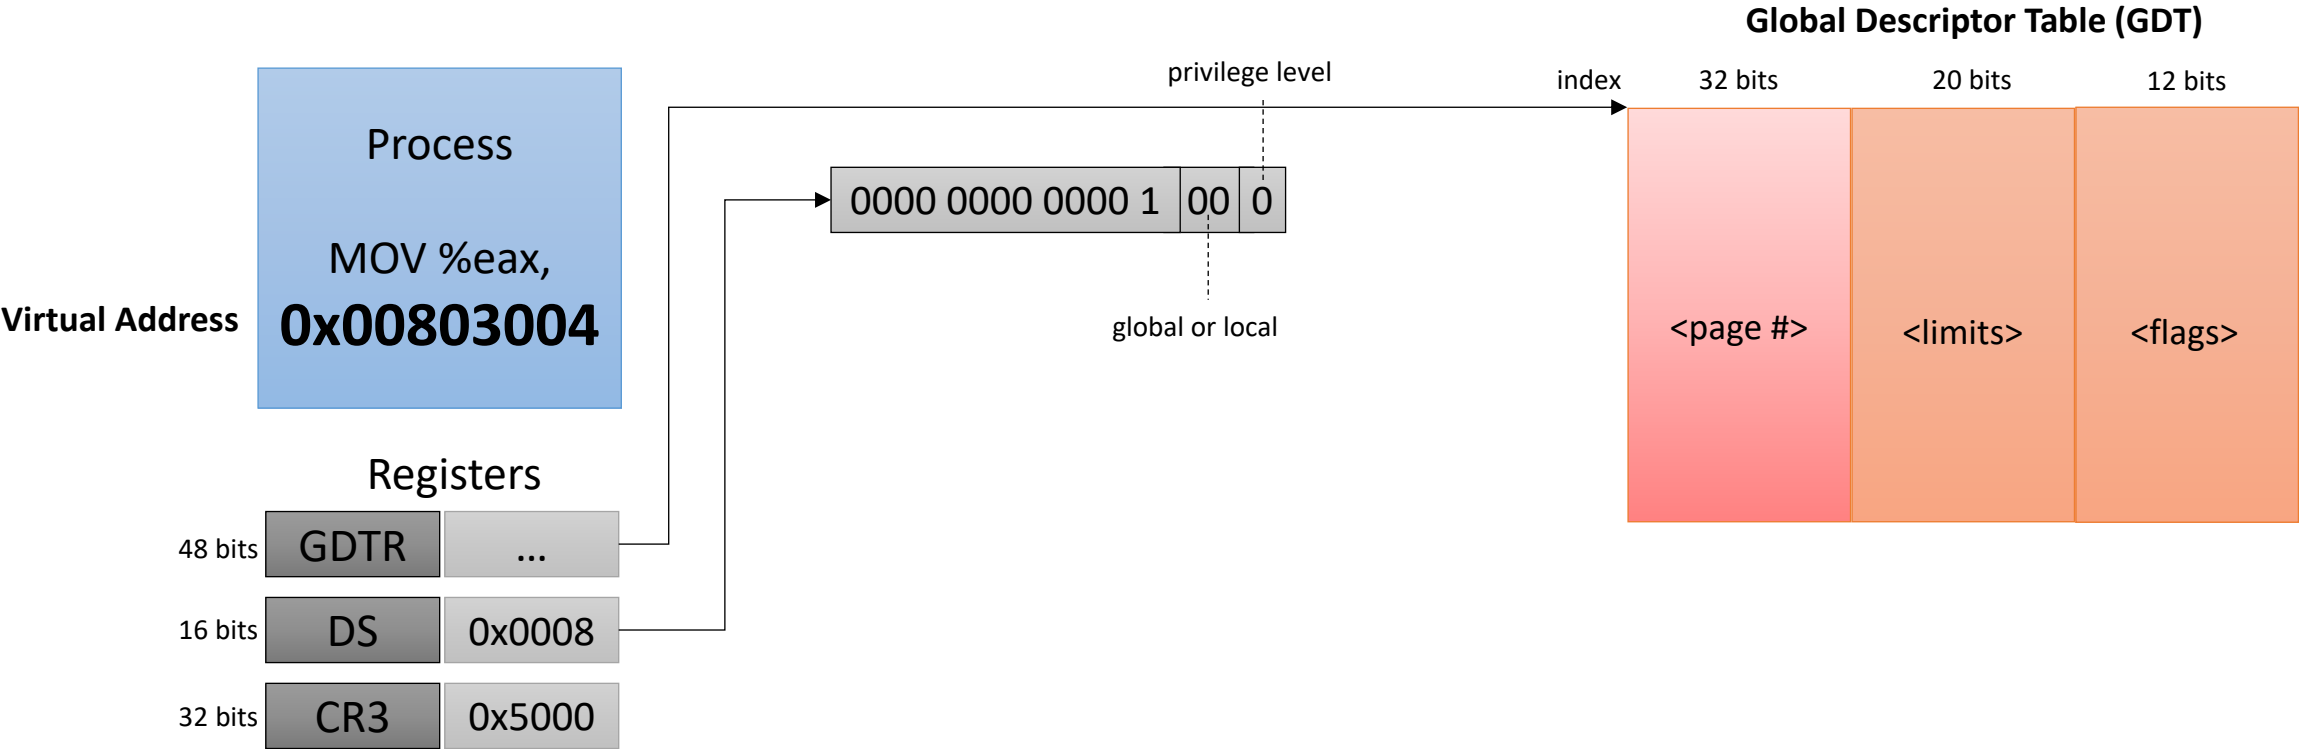 Global Descriptor Table (GDT)
privilege level
index 32 bits 20 bits 12 bits
Process
0000 0000 0000 1 00 0
MOV %eax,
Virtual Address 0x00803004
global or local
<page #> <limits> <flags>
Registers
48 bits GDTR ...
16 bits DS 0x0008
32 bits CR3 0x5000